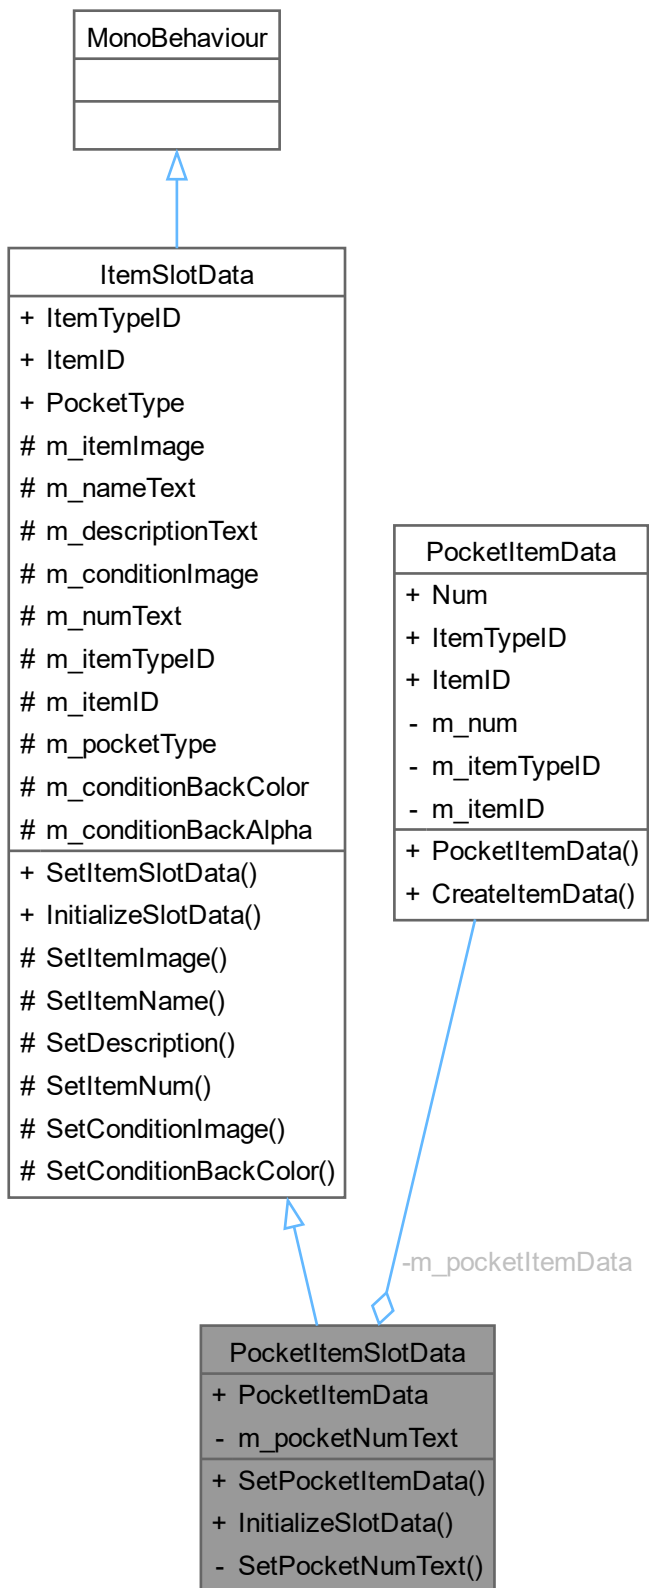 MonoBehaviour
ItemSlotData
+ ItemTypeID
+ ItemID
+ PocketType
# m_itemImage
# m_nameText
# m_descriptionText
# m_conditionImage
# m_numText
# m_itemTypeID
# m_itemID
# m_pocketType
# m_conditionBackColor
# m_conditionBackAlpha
+ SetItemSlotData()
+ InitializeSlotData()
# SetItemImage()
# SetItemName()
# SetDescription()
# SetItemNum()
# SetConditionImage()
# SetConditionBackColor()
PocketItemData
+ Num
+ ItemTypeID
+ ItemID
- m_num
- m_itemTypeID
- m_itemID
+ PocketItemData()
+ CreateItemData()
-m_pocketItemData
PocketItemSlotData
+ PocketItemData
- m_pocketNumText
+ SetPocketItemData()
+ InitializeSlotData()
- SetPocketNumText()